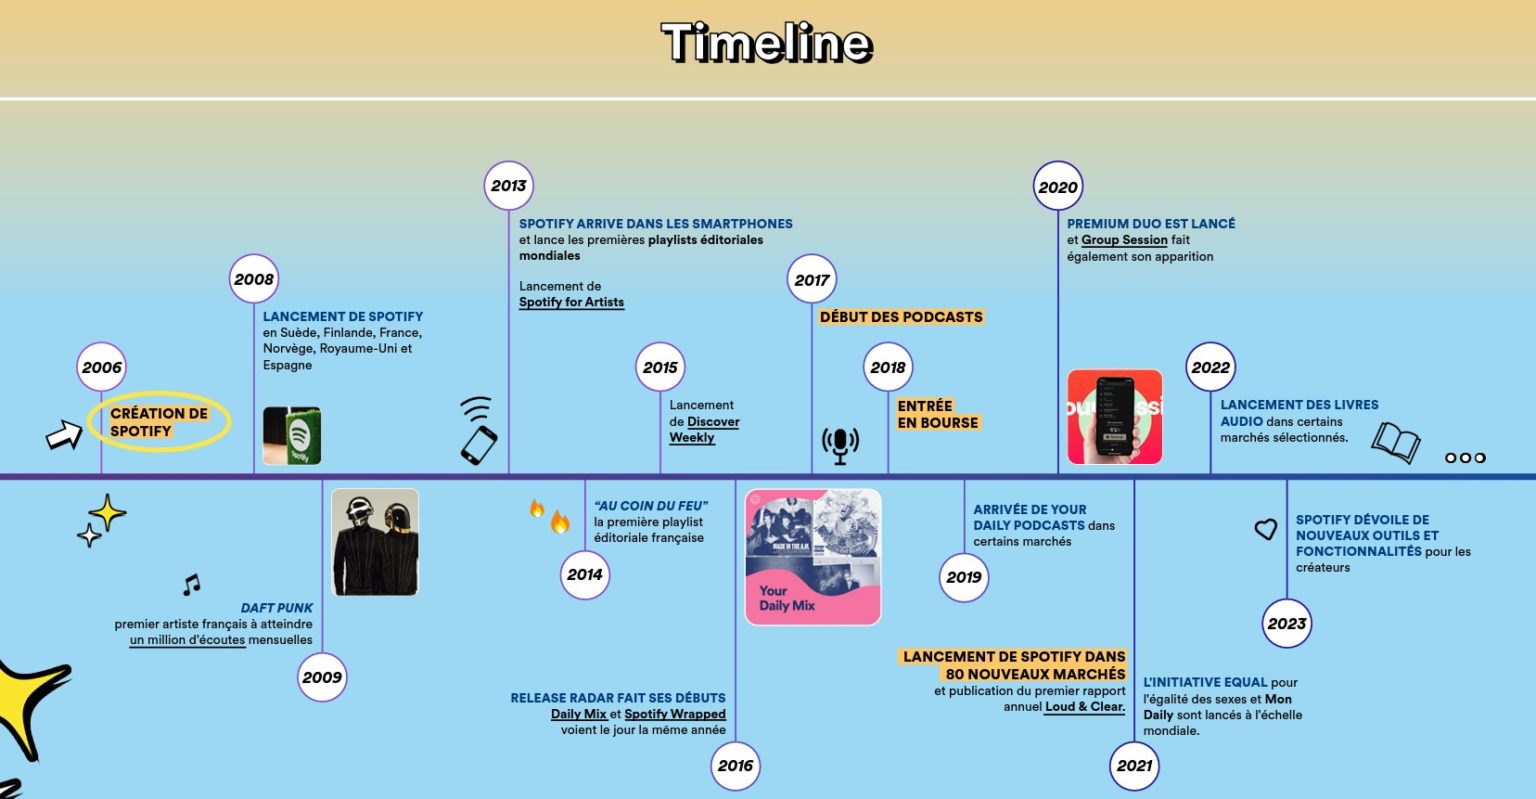 Timeline
2006
CRÉATION DE
SPOTIFY
2008
LANCEMENT DE SPOTIFY
en Suède, Finlande, France,
Norvège, Royaume-Uni et
Espagne
Spotify
DAFT PUNK
premier artiste français à atteindre
un million d'écoutes mensuelles
2009
2013
SPOTIFY ARRIVE DANS LES SMARTPHONES
et lance les premières playlists éditoriales
mondiales
Lancement de
Spotify for Artists
“AU COIN DU FEU”
la première playlist
éditoriale française
2014
2015
Lancement
de Discover
Weekly
RELEASE RADAR FAIT SES DÉBUTS
Daily Mix et Spotify Wrapped
voient le jour la même année
2016
MADE IN THE A.M.
Your
Daily Mix
2017
DÉBUT DES PODCASTS
2018
ENTRÉE
EN BOURSE
ARRIVÉE DE YOUR
DAILY PODCASTS dans
certains marchés
2019
2020
PREMIUM DUO EST LANCÉ
et Group Session fait
également son apparition
LANCEMENT DE SPOTIFY DANS
80 NOUVEAUX MARCHÉS
et publication du premier rapport
annuel Loud & Clear.
L'INITIATIVE EQUAL pour
l'égalité des sexes et Mon
Daily sont lancés à l'échelle
mondiale.
2021
2022
LANCEMENT DES LIVRES
AUDIO dans certains
marchés sélectionnés.
SPOTIFY DÉVOILE DE
NOUVEAUX OUTILS ET
FONCTIONNALITÉS pour les
créateurs
2023